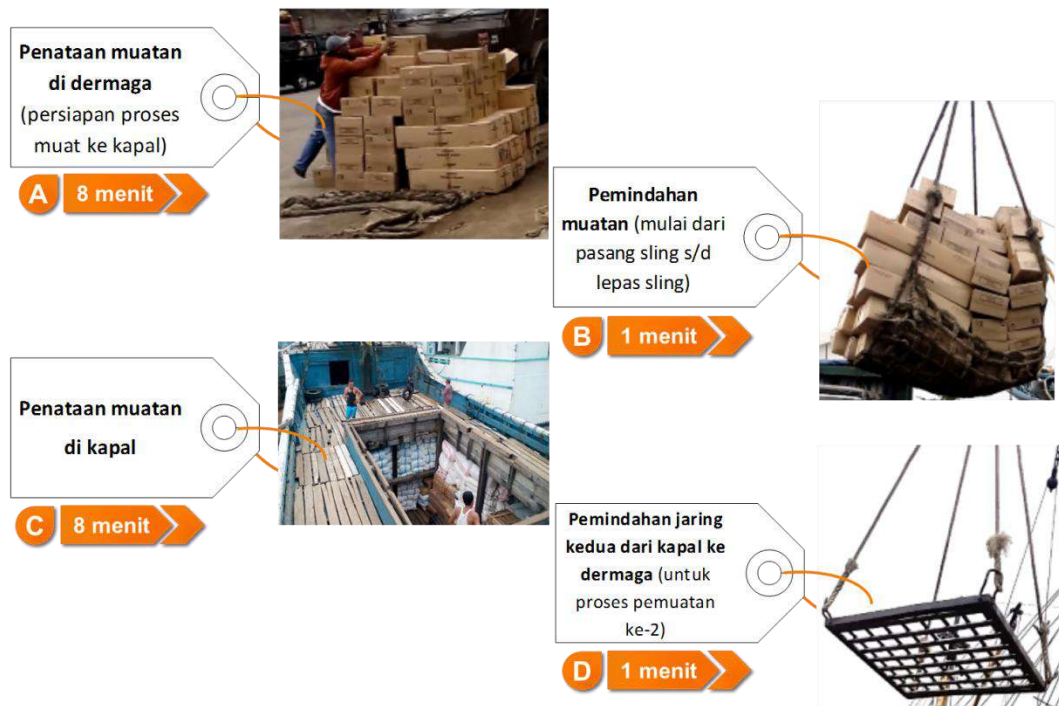 Penataan muatan
di dermaga
(persiapan proses
muat ke kapal)
A 8 menit
Pemindahan
muatan (mulai dari
pasang sling s/d
lepas sling)
B 1 menit
Penataan muatan
di kapal
C 8 menit
Pemindahan jaring
kedua dari kapal ke
dermaga (untuk
proses pemuatan
ke-2)
D 1 menit